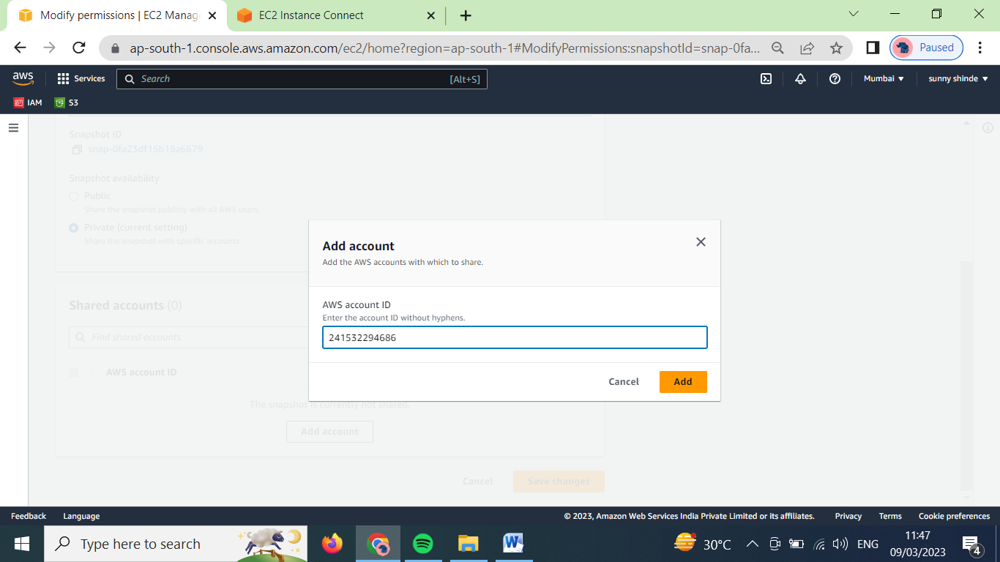 Modify permissions | EC2 Manag
EC2 Instance Connect
ap-south-1.console.aws.amazon.com/ec2/home?region=ap-south-1#ModifyPermissions:snapshotId=snap-0fa...
Paused
aws
Services
Search
[Alt+S]
Mumbai
sunny shinde
IAM
S3
Snapshot ID
snap-0fa23df15b19a6679
Snapshot availability
Public
Share the snapshot publicly with all AWS users.
Private (current setting)
Share the snapshot with specific accounts.
Shared accounts (0)
Find shared accounts
AWS account ID
The snapshot is currently not shared.
Add account
Cancel
Save changes
Add account
Add the AWS accounts with which to share.
AWS account ID
Enter the account ID without hyphens.
241532294686
Cancel
Add
Feedback
Language
© 2023, Amazon Web Services India Private Limited or its affiliates.
Privacy
Terms
Cookie preferences
Type here to search
W
30°C
ENG
11:47
09/03/2023
4